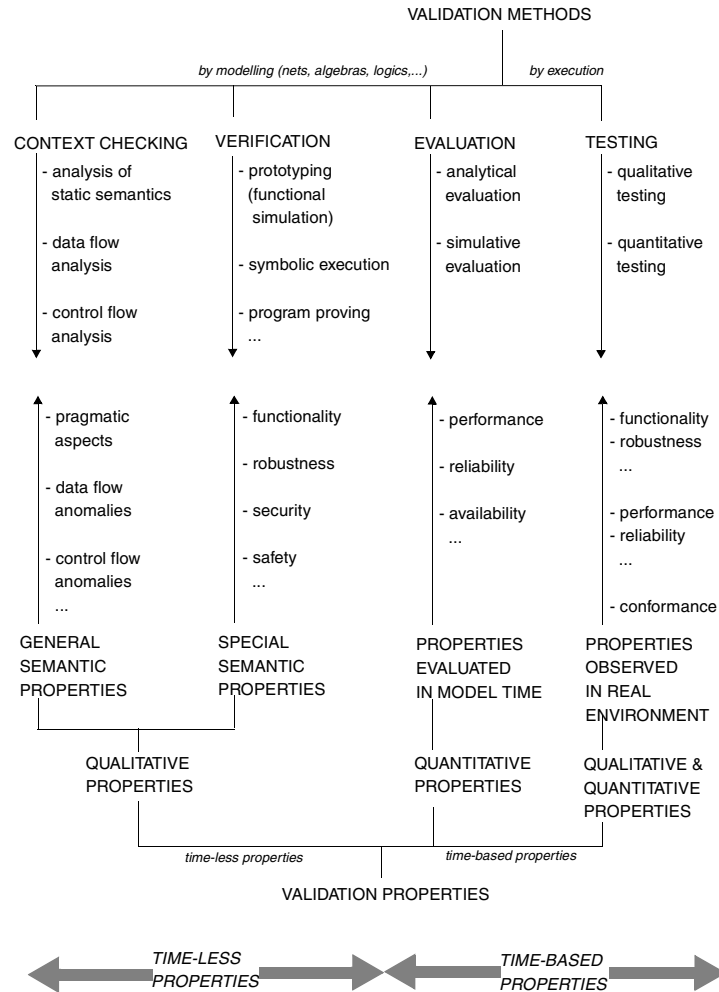 VALIDATION METHODS
by modelling (nets, algebras, logics,...)
by execution
CONTEXT CHECKING
- analysis of
static semantics
- data flow
analysis
- control flow
analysis
VERIFICATION
- prototyping
(functional
simulation)
- symbolic execution
- program proving
...
EVALUATION
- analytical
evaluation
- simulative
evaluation
TESTING
- qualitative
testing
- quantitative
testing
- pragmatic
aspects
- data flow
anomalies
- control flow
anomalies
...
GENERAL
SEMANTIC
PROPERTIES
- functionality
- robustness
- security
- safety
...
SPECIAL
SEMANTIC
PROPERTIES
- performance
- reliability
- availability
...
PROPERTIES
EVALUATED
IN MODEL TIME
- functionality
- robustness
...
- performance
- reliability
...
- conformance
PROPERTIES
OBSERVED
IN REAL
ENVIRONMENT
QUALITATIVE
PROPERTIES
QUANTITATIVE
PROPERTIES
QUALITATIVE &
QUANTITATIVE
PROPERTIES
time-less properties
time-based properties
VALIDATION PROPERTIES
TIME-LESS
PROPERTIES
TIME-BASED
PROPERTIES